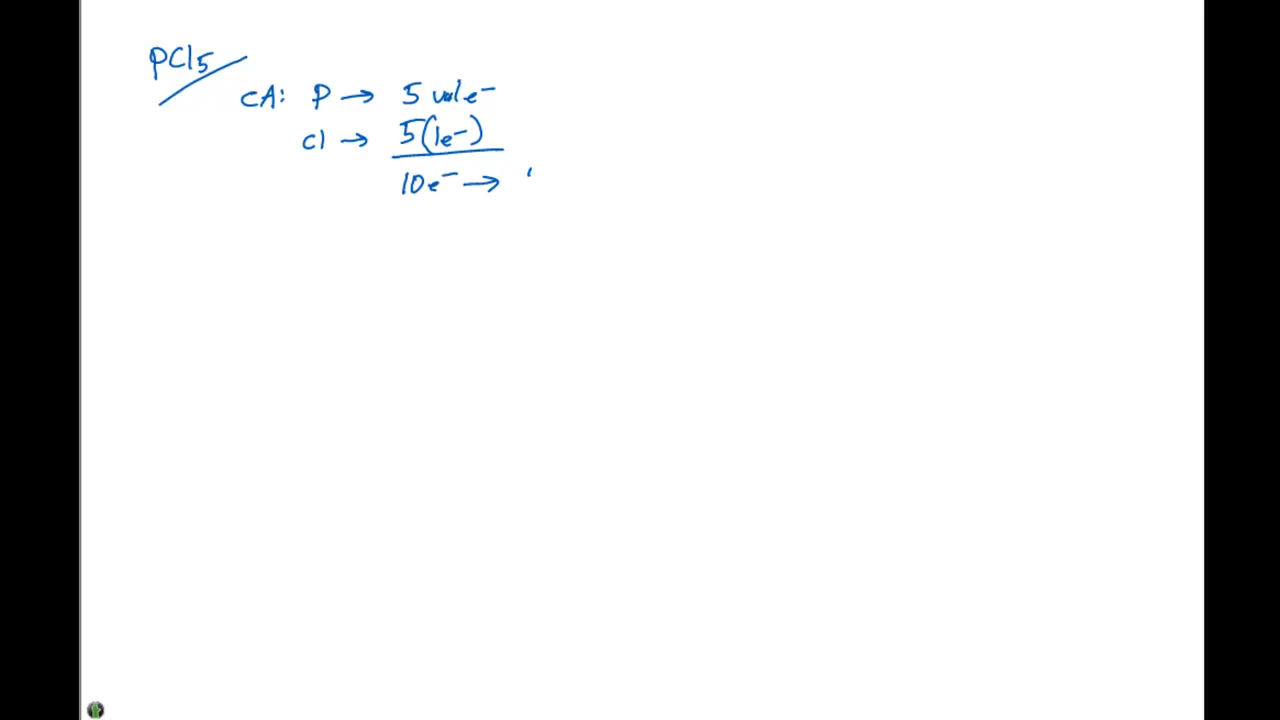 PCl5
CA: P → 5 val e-
Cl → 5(1e-)
10e- →